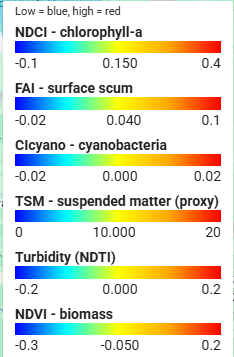 Low = blue, high = red
NDCI - chlorophyll-a
-0.1 0.150 0.4
FAI - surface scum
-0.02 0.040 0.1
CIcyano - cyanobacteria
-0.02 0.000 0.02
TSM - suspended matter (proxy)
0 10.000 20
Turbidity (NDTI)
-0.2 0.000 0.2
NDVI - biomass
-0.3 -0.050 0.2